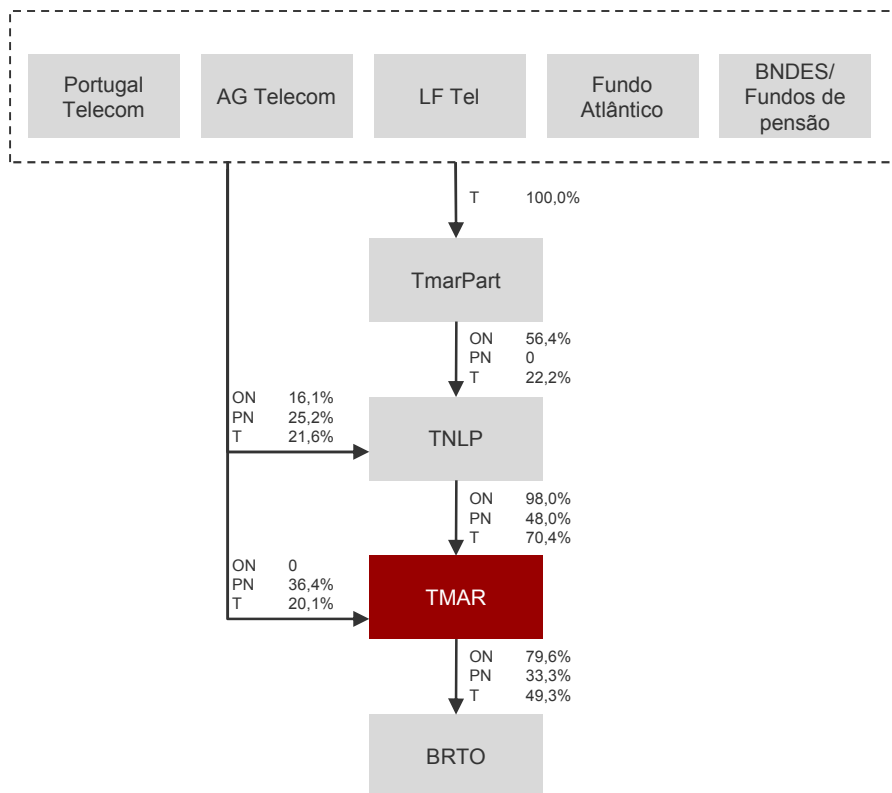 Portugal
Telecom
AG Telecom
LF Tel
Fundo
Atlântico
BNDES/
Fundos de
pensão
T 100,0%
TmarPart
ON 56,4%
PN 0
T 22,2%
ON 16,1%
PN 25,2%
T 21,6%
TNLP
ON 98,0%
PN 48,0%
T 70,4%
ON 0
PN 36,4%
T 20,1%
TMAR
ON 79,6%
PN 33,3%
T 49,3%
BRTO